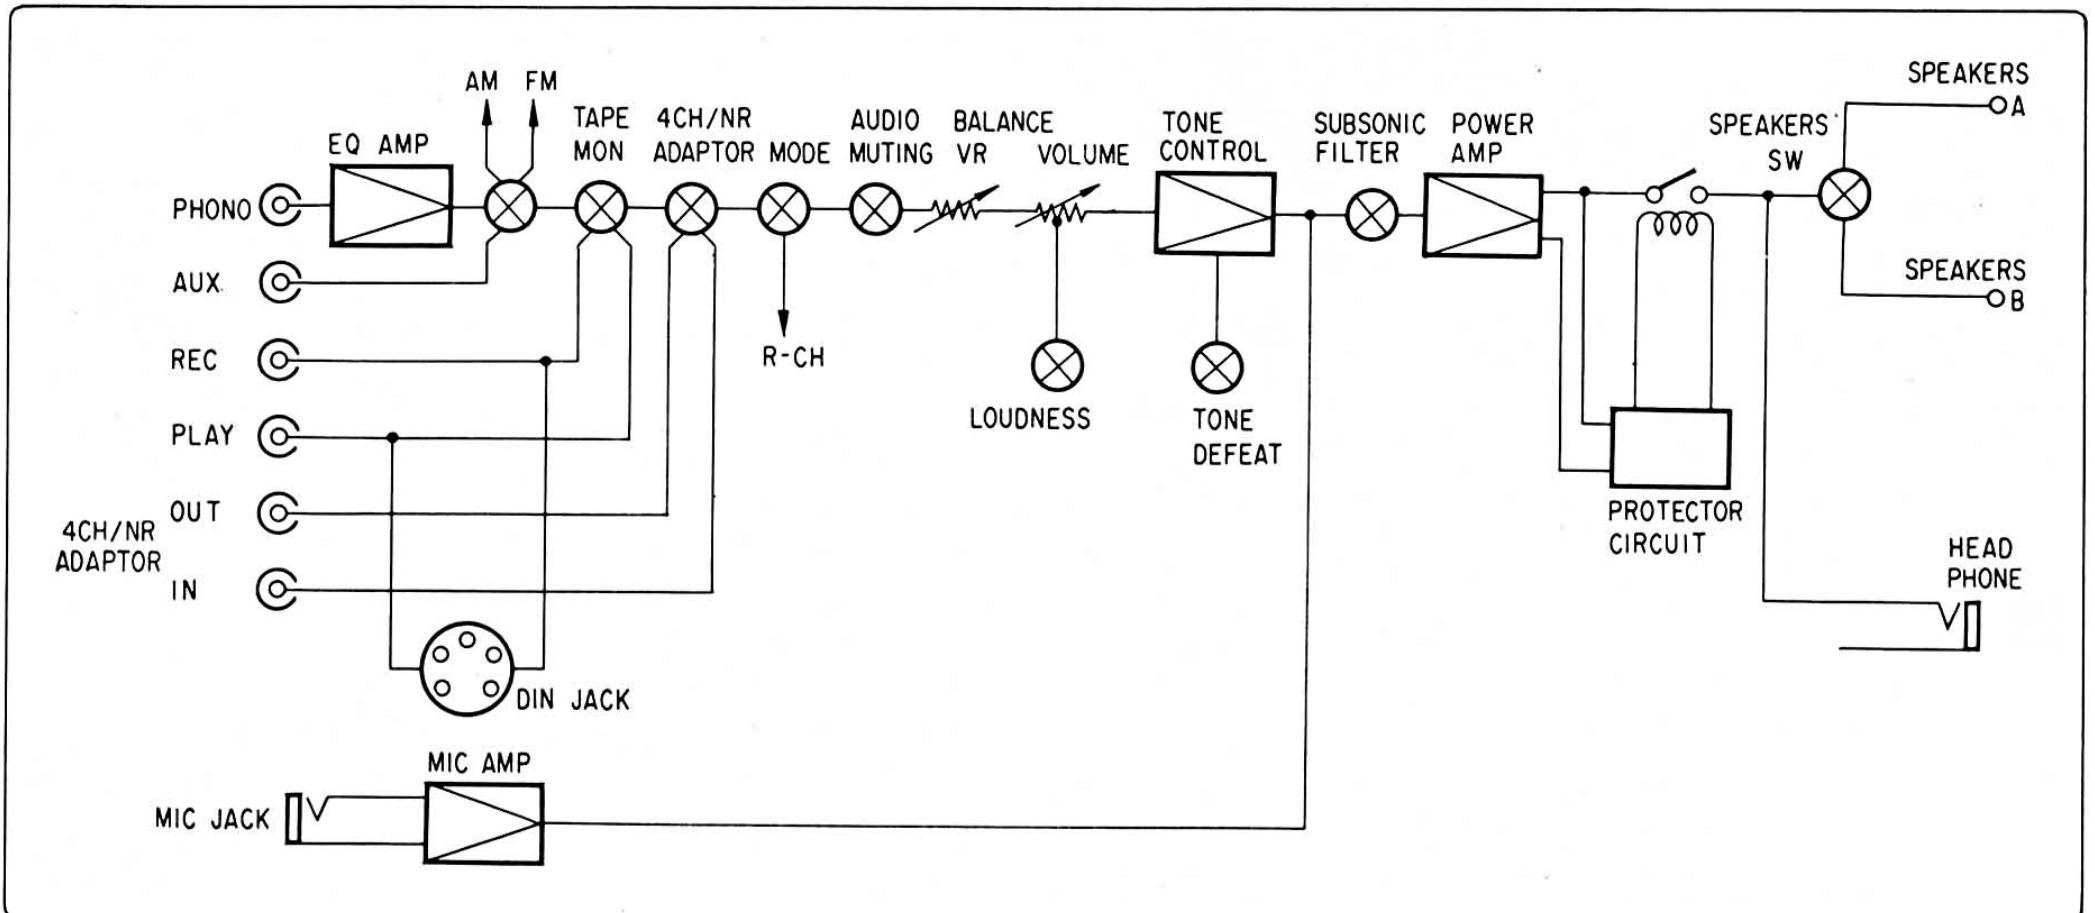 AM FM
EQ AMP
TAPE
MON
4CH/NR
ADAPTOR
MODE
AUDIO
MUTING
BALANCE
VR
VOLUME
TONE
CONTROL
SUBSONIC
FILTER
POWER
AMP
SPEAKERS
SW
SPEAKERS
A
SPEAKERS
B
PHONO
AUX
REC
PLAY
4CH/NR
ADAPTOR
OUT
IN
R-CH
LOUDNESS
TONE
DEFEAT
PROTECTOR
CIRCUIT
HEAD
PHONE
DIN JACK
MIC AMP
MIC JACK